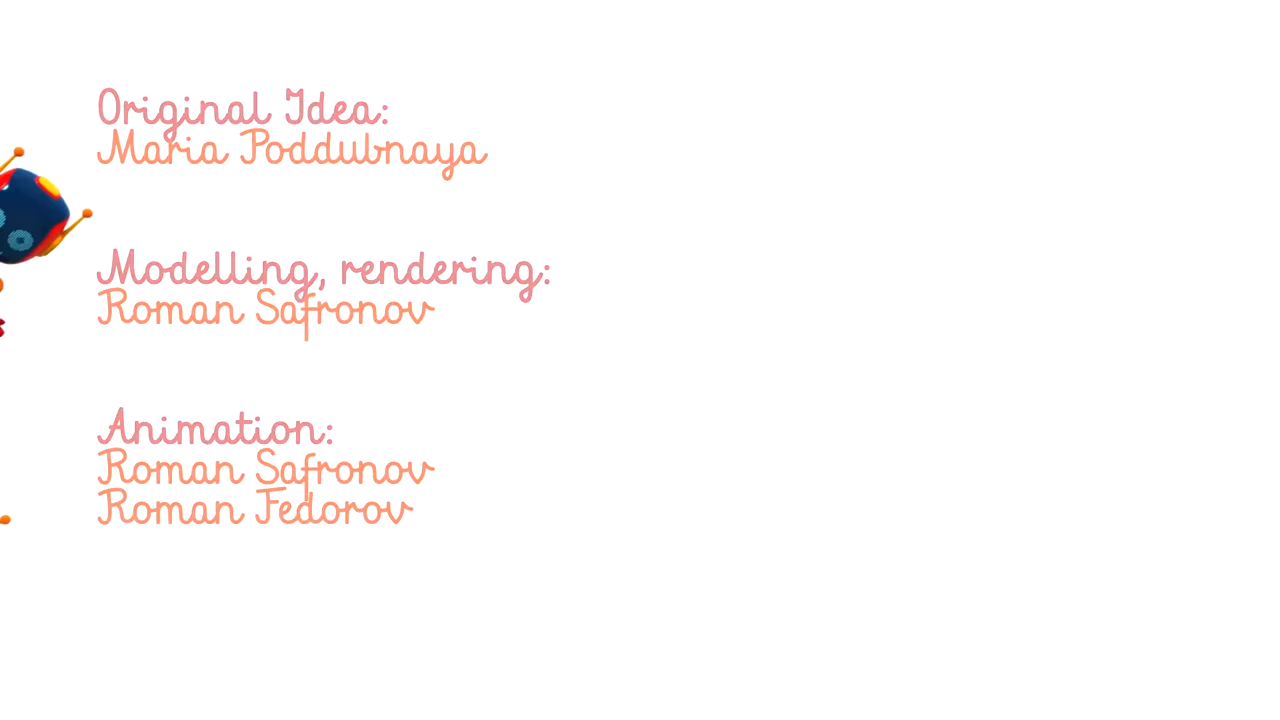 Original Idea:
Maria Poddubnaya
Modelling, rendering:
Roman Safronov
Animation:
Roman Safronov
Roman Fedorov